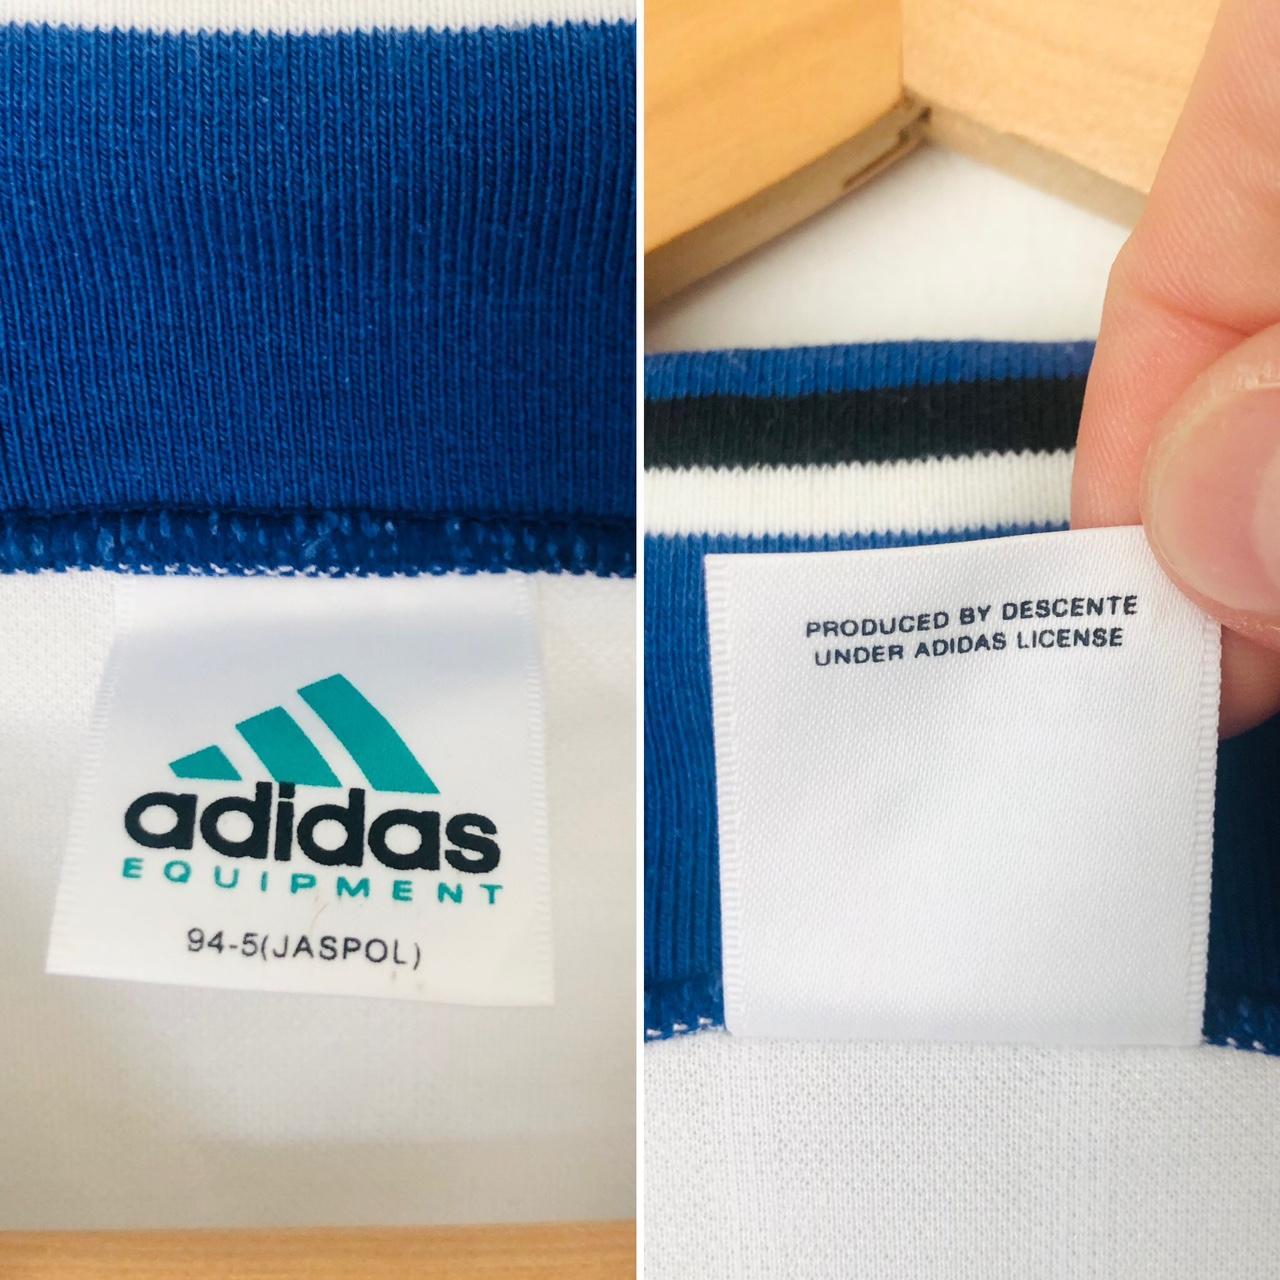 adidas
EQUIPMENT
94-5(JASPOL)
PRODUCED BY DESCENTE
UNDER ADIDAS LICENSE